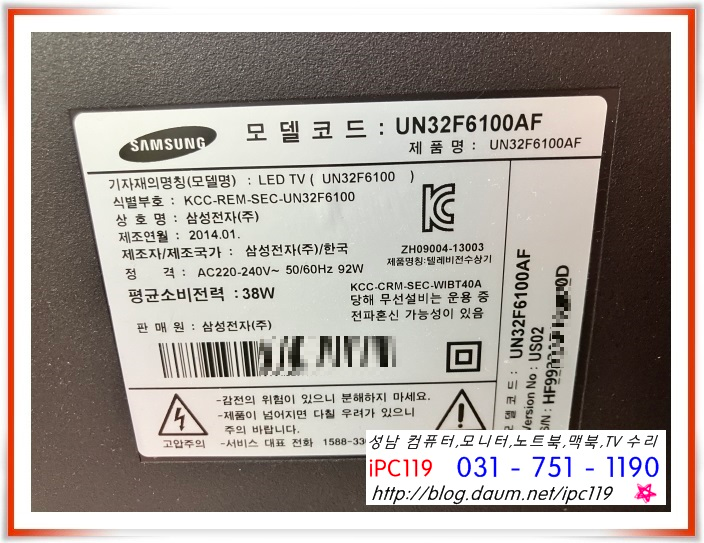 SAMSUNG
모델코드 : UN32F6100AF
제 품 명 : UN32F6100AF
기자재의명칭(모델명) : LED TV ( UN32F6100 )
식별부호 : KCC-REM-SEC-UN32F6100
상 호 명 : 삼성전자(주)
제조연월 : 2014.01.
제조자/제조국가 : 삼성전자(주)/한국
정 격 : AC220-240V~ 50/60Hz 92W
평균소비전력 : 38W
판 매 원 : 삼성전자(주)
ZH09004-13003
제품명칭:텔레비전수상기
KCC-CRM-SEC-WIBT40A
당해 무선설비는 운용 중
전파혼신 가능성이 있음
고압주의
-감전의 위험이 있으니 분해하지 마세요.
-제품이 넘어지면 다칠 우려가 있으니
주의 바랍니다.
-서비스 대표 전화
모델코드 : UN32F6100AF
Version No : US02
S/N :
성남 컴퓨터,모니터,노트북,맥북,TV 수리
iPC119 031 - 751 - 1190
http://blog.daum.net/ipc119